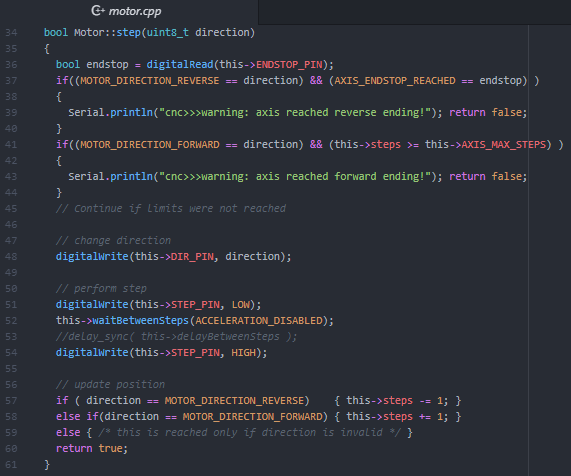 motor.cpp
34 bool Motor::step(uint8_t direction)
35 {
36 bool endstop = digitalRead(this->ENDSTOP_PIN);
37 if((MOTOR_DIRECTION_REVERSE == direction) && (AXIS_ENDSTOP_REACHED == endstop) )
38 {
39 Serial.println("cnc>>>warning: axis reached reverse ending!"); return false;
40 }
41 if((MOTOR_DIRECTION_FORWARD == direction) && (this->steps >= this->AXIS_MAX_STEPS) )
42 {
43 Serial.println("cnc>>>warning: axis reached forward ending!"); return false;
44 }
45 // Continue if limits were not reached
46
47 // change direction
48 digitalWrite(this->DIR_PIN, direction);
49
50 // perform step
51 digitalWrite(this->STEP_PIN, LOW);
52 this->waitBetweenSteps(ACCELERATION_DISABLED);
53 //delay_sync( this->delayBetweenSteps );
54 digitalWrite(this->STEP_PIN, HIGH);
55
56 // update position
57 if ( direction == MOTOR_DIRECTION_REVERSE) { this->steps -= 1; }
58 else if(direction == MOTOR_DIRECTION_FORWARD) { this->steps += 1; }
59 else { /* this is reached only if direction is invalid */ }
60 return true;
61 }